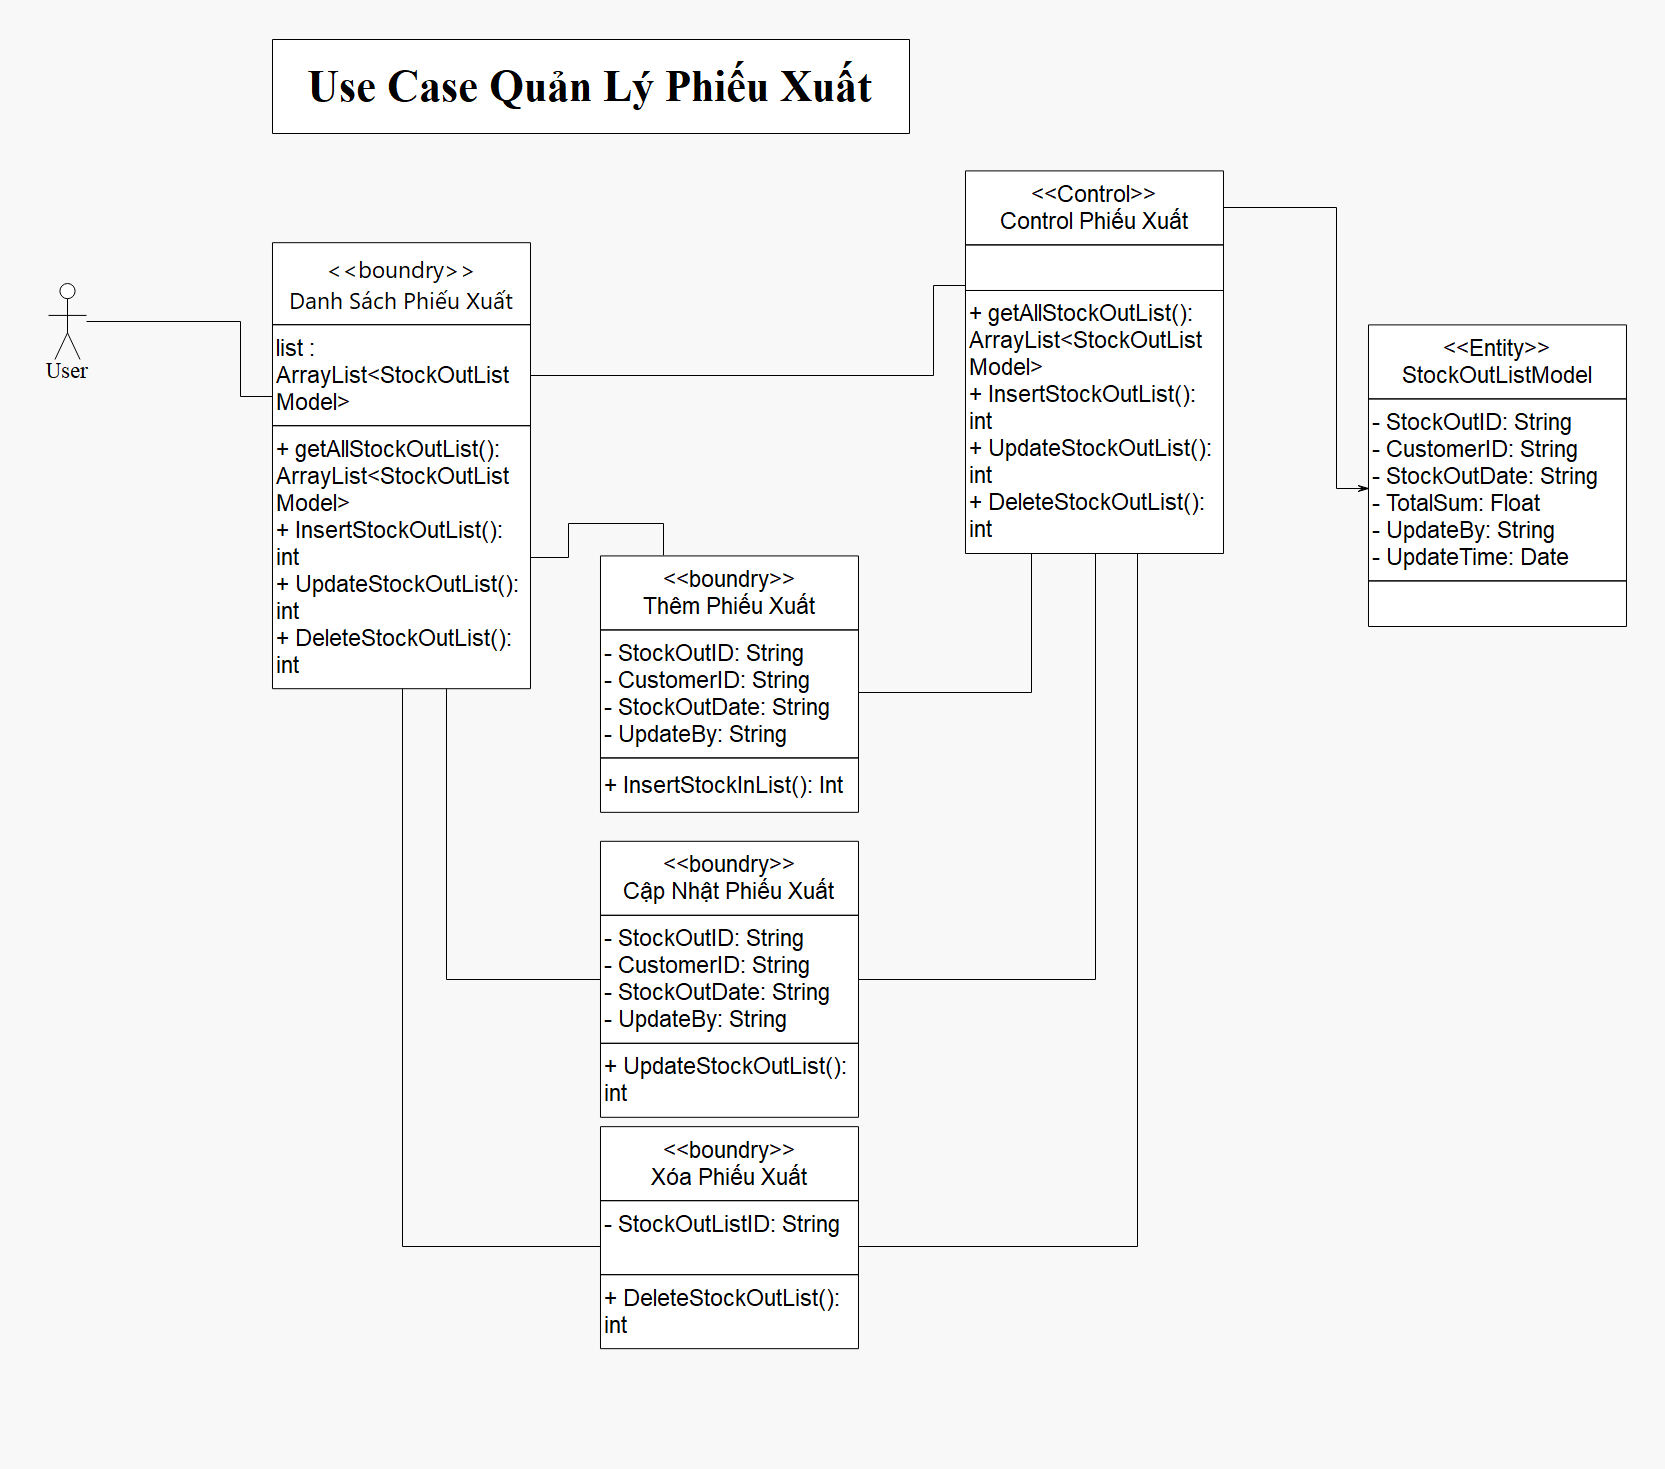 Use Case Quản Lý Phiếu Xuất
User
<<boundry>>
Danh Sách Phiếu Xuất
list :
ArrayList<StockOutList
Model>
+ getAllStockOutList():
ArrayList<StockOutList
Model>
+ InsertStockOutList():
int
+ UpdateStockOutList():
int
+ DeleteStockOutList():
int
<<boundry>>
Thêm Phiếu Xuất
- StockOutID: String
- CustomerID: String
- StockOutDate: String
- UpdateBy: String
+ InsertStockInList(): Int
<<boundry>>
Cập Nhật Phiếu Xuất
- StockOutID: String
- CustomerID: String
- StockOutDate: String
- UpdateBy: String
+ UpdateStockOutList():
int
<<boundry>>
Xóa Phiếu Xuất
- StockOutListID: String
+ DeleteStockOutList():
int
<<Control>>
Control Phiếu Xuất
+ getAllStockOutList():
ArrayList<StockOutList
Model>
+ InsertStockOutList():
int
+ UpdateStockOutList():
int
+ DeleteStockOutList():
int
<<Entity>>
StockOutListModel
- StockOutID: String
- CustomerID: String
- StockOutDate: String
- TotalSum: Float
- UpdateBy: String
- UpdateTime: Date